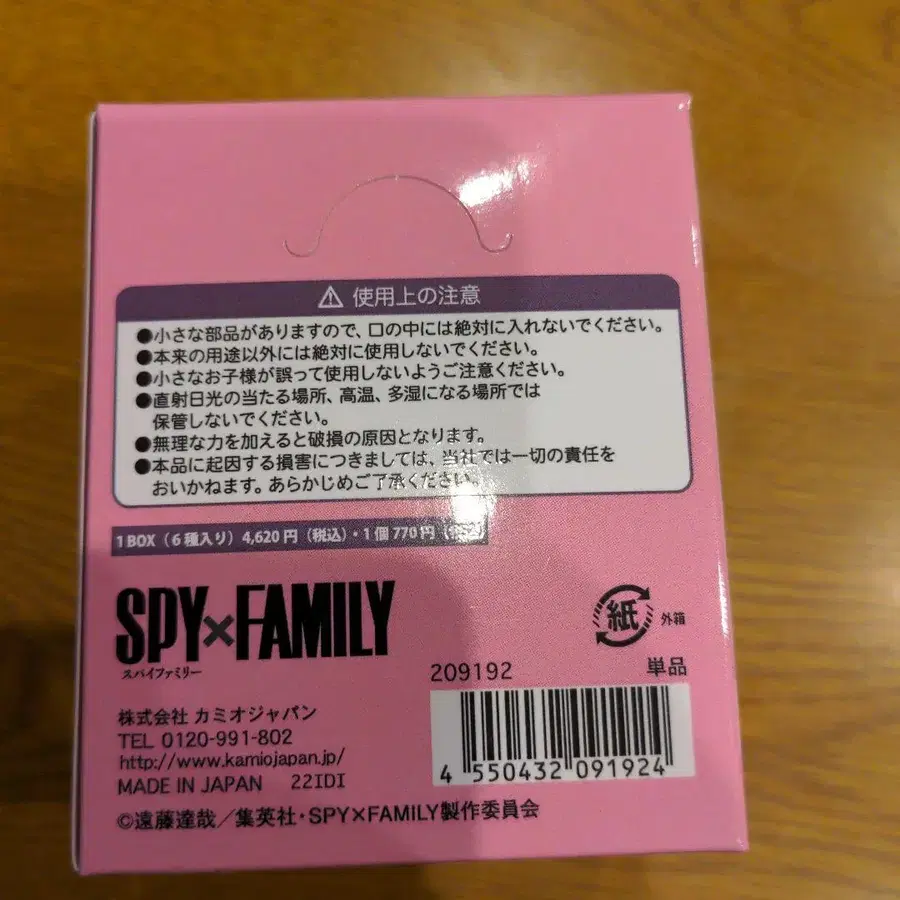 ⚠ 使用上の注意
●小さな部品がありますので、口の中には絶対に入れないでください。
●本来の用途以外には絶対に使用しないでください。
●小さなお子様が誤って使用しないようご注意ください。
●直射日光の当たる場所、高温、多湿になる場所では
保管しないでください。
●無理な力を加えると破損の原因となります。
●本品に起因する損害につきましては、当社では一切の責任を
おいかねます。あらかじめご了承ください。
1 BOX(6種入り)4,620円(税込)・1個770円(税込)
SPY×FAMILY
スパイファミリー
紙 外箱
209192 単品
株式会社 カミオジャパン
TEL 0120-991-802
http://www.kamiojapan.jp/
MADE IN JAPAN 22IDI
4 550432 091924
©遠藤達哉/集英社・SPY×FAMILY製作委員会